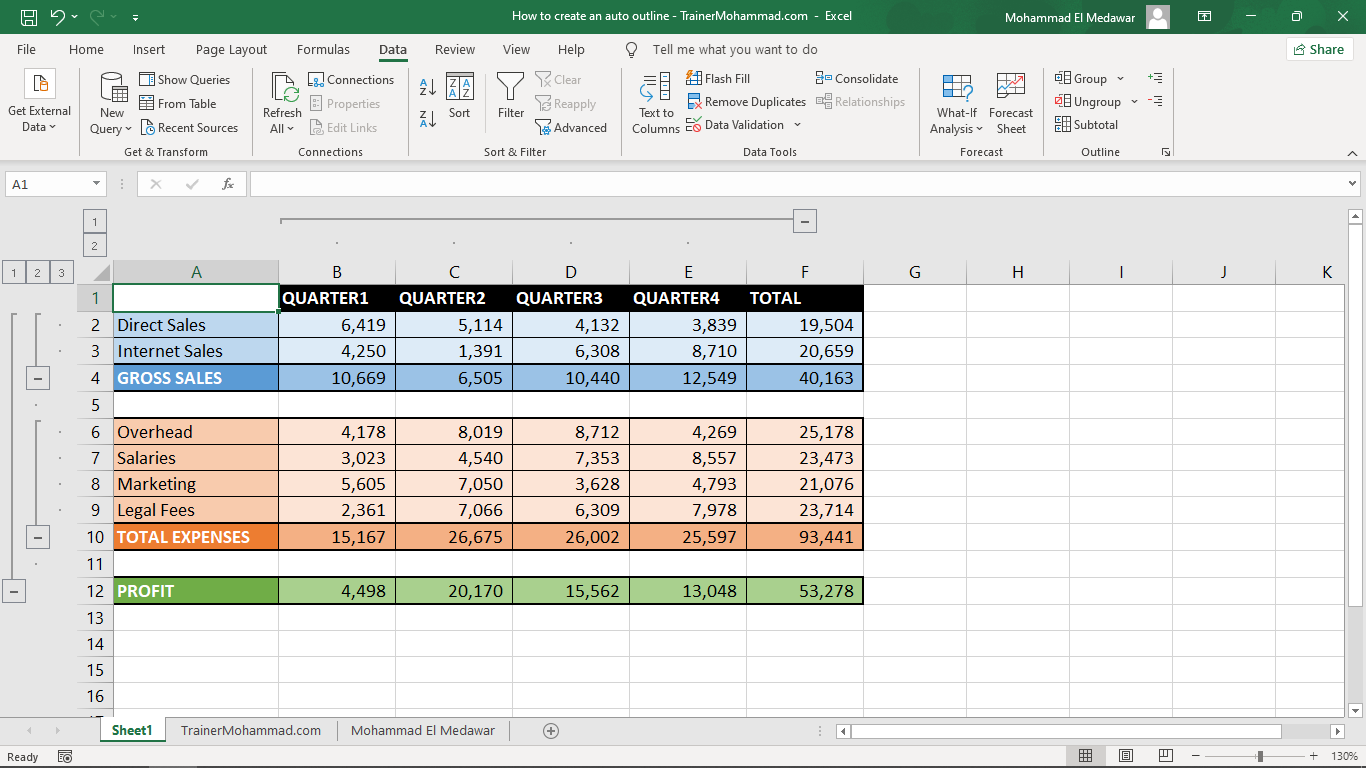 How to create an auto outline - TrainerMohammad.com - Excel
Mohammad El Medawar
File Home Insert Page Layout Formulas Data Review View Help Tell me what you want to do Share
Get External Data
New Query
Show Queries
From Table
Recent Sources
Get & Transform
Refresh All
Connections
Properties
Edit Links
Connections
Sort
Filter
Clear
Reapply
Advanced
Sort & Filter
Text to Columns
Flash Fill
Remove Duplicates
Data Validation
Consolidate
Relationships
Data Tools
What-If Analysis
Forecast Sheet
Forecast
Group
Ungroup
Subtotal
Outline
A1 fx
1
2
1 2 3
A B C D E F G H I J K
1 QUARTER1 QUARTER2 QUARTER3 QUARTER4 TOTAL
2 Direct Sales 6,419 5,114 4,132 3,839 19,504
3 Internet Sales 4,250 1,391 6,308 8,710 20,659
4 GROSS SALES 10,669 6,505 10,440 12,549 40,163
5
6 Overhead 4,178 8,019 8,712 4,269 25,178
7 Salaries 3,023 4,540 7,353 8,557 23,473
8 Marketing 5,605 7,050 3,628 4,793 21,076
9 Legal Fees 2,361 7,066 6,309 7,978 23,714
10 TOTAL EXPENSES 15,167 26,675 26,002 25,597 93,441
11
12 PROFIT 4,498 20,170 15,562 13,048 53,278
13
14
15
16
Sheet1 TrainerMohammad.com Mohammad El Medawar
Ready 130%